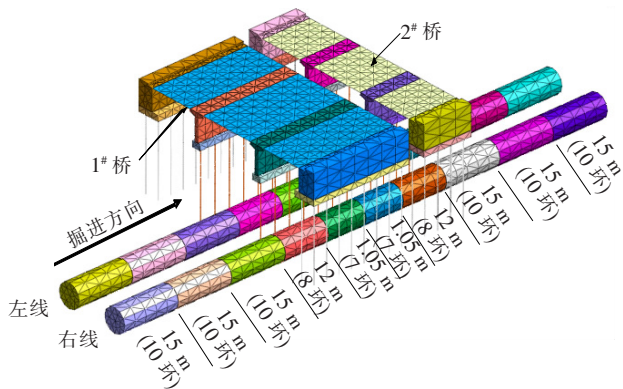 2# 桥
1# 桥
掘进方向
左线
右线
15 m
(10 环)
15 m
(10 环)
15 m
(10 环)
12 m
(8 环)
1.05 m
(7 环)
1.05 m
(7 环)
12 m
(8 环)
15 m
(10 环)
15 m
(10 环)
15 m
(10 环)